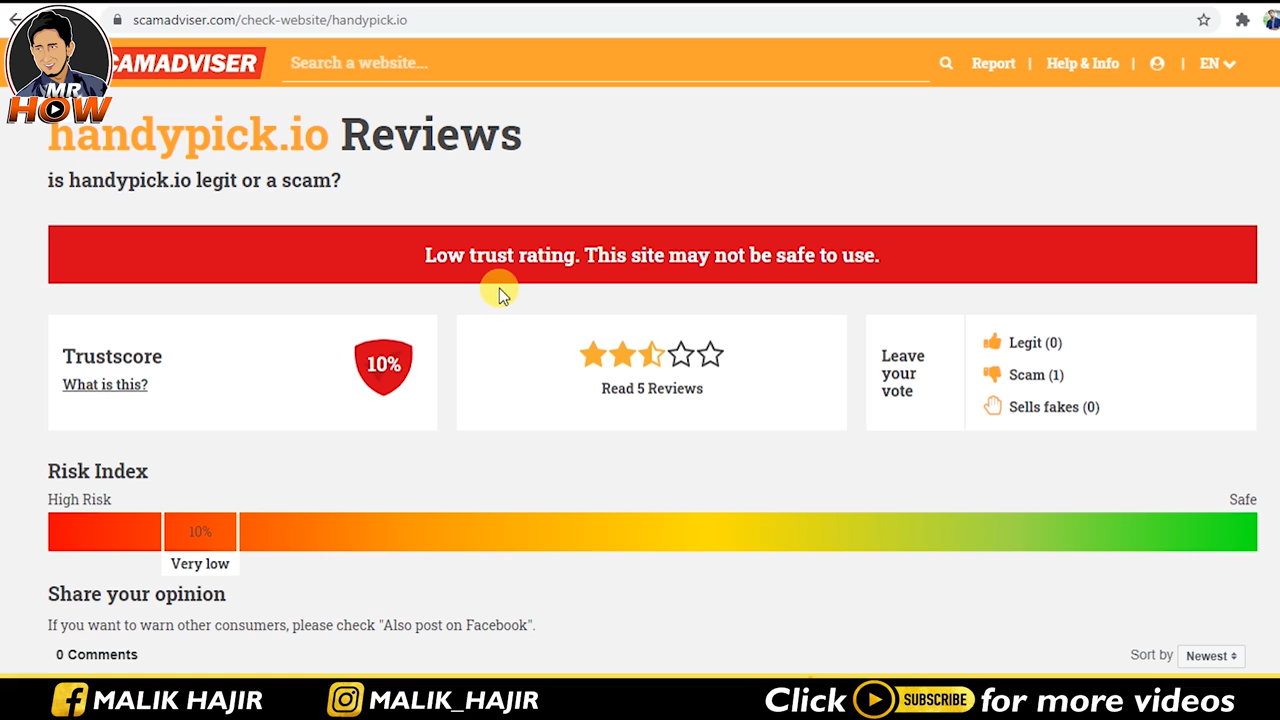 scamadviser.com/check-website/handypick.io
MR
HOW
CAMADVISER
Search a website...
Report | Help & Info | | EN
handypick.io Reviews
is handypick.io legit or a scam?
Low trust rating. This site may not be safe to use.
Trustscore
What is this?
10%
Read 5 Reviews
Leave
your
vote
Legit (0)
Scam (1)
Sells fakes (0)
Risk Index
High Risk
Safe
10%
Very low
Share your opinion
If you want to warn other consumers, please check "Also post on Facebook".
0 Comments
Sort by Newest
MALIK HAJIR
MALIK_HAJIR
Click SUBSCRIBE for more videos